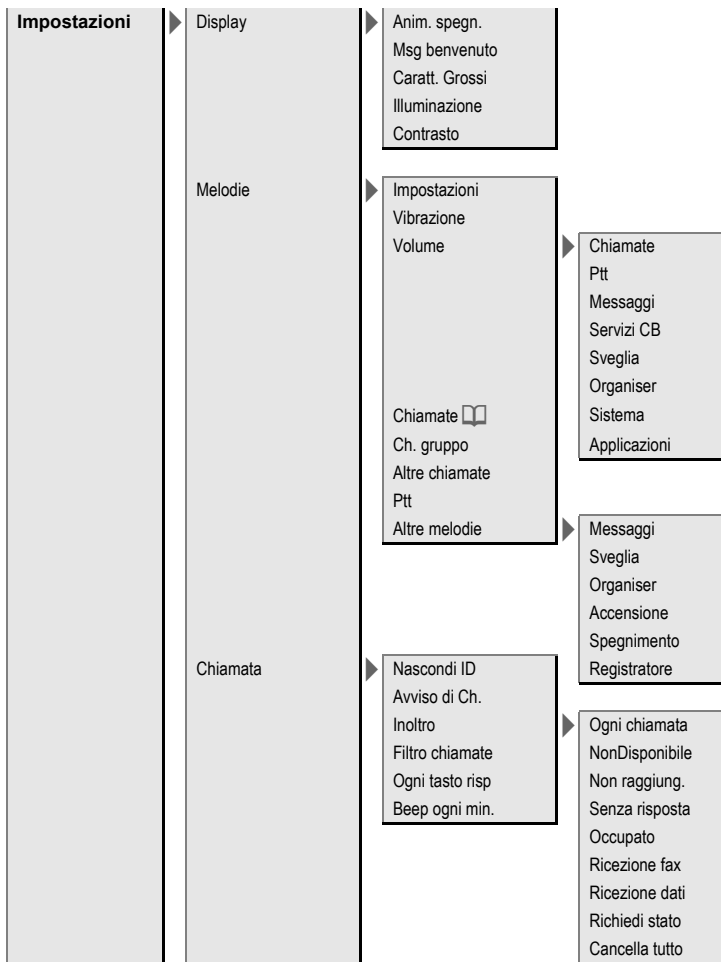 Impostazioni
Display
Anim. spegn.
Msg benvenuto
Caratt. Grossi
Illuminazione
Contrasto
Melodie
Impostazioni
Vibrazione
Volume
Chiamate
Ptt
Messaggi
Servizi CB
Sveglia
Organiser
Sistema
Applicazioni
Chiamate
Ch. gruppo
Altre chiamate
Ptt
Altre melodie
Messaggi
Sveglia
Organiser
Accensione
Spegnimento
Registratore
Chiamata
Nascondi ID
Avviso di Ch.
Inoltro
Ogni chiamata
NonDisponibile
Non raggiung.
Senza risposta
Occupato
Ricezione fax
Ricezione dati
Richiedi stato
Cancella tutto
Filtro chiamate
Ogni tasto risp
Beep ogni min.